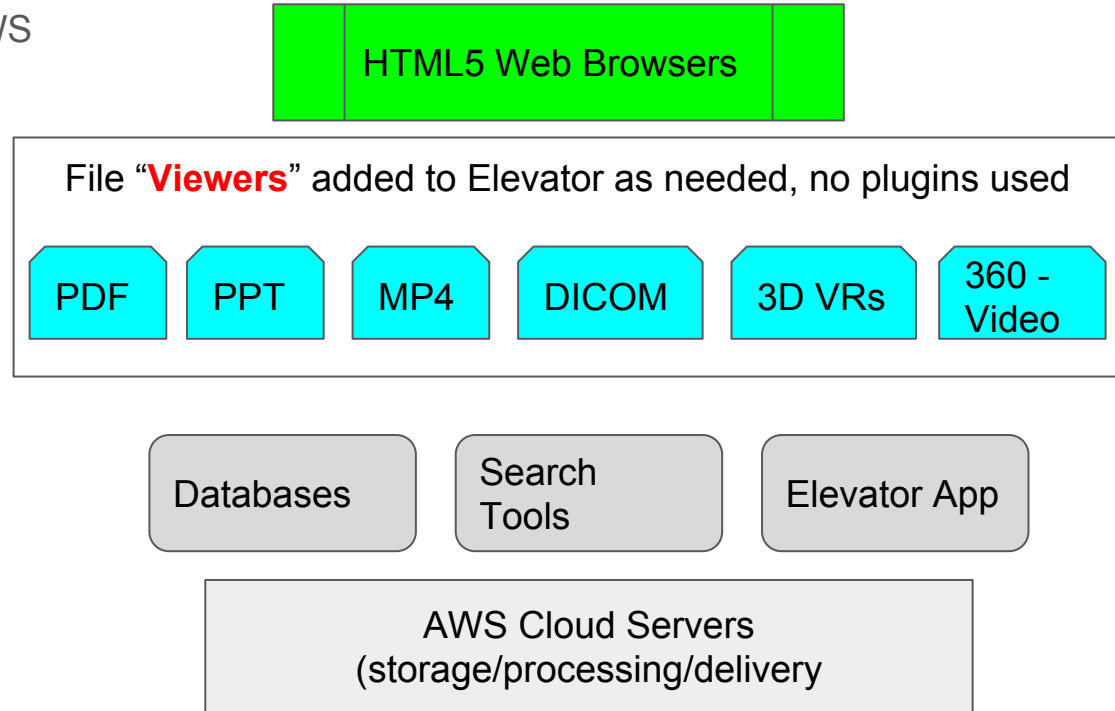 HTML5 Web Browsers
File “Viewers” added to Elevator as needed, no plugins used
PDF
PPT
MP4
DICOM
3D VRs
360 -
Video
Databases
Search
Tools
Elevator App
AWS Cloud Servers
(storage/processing/delivery